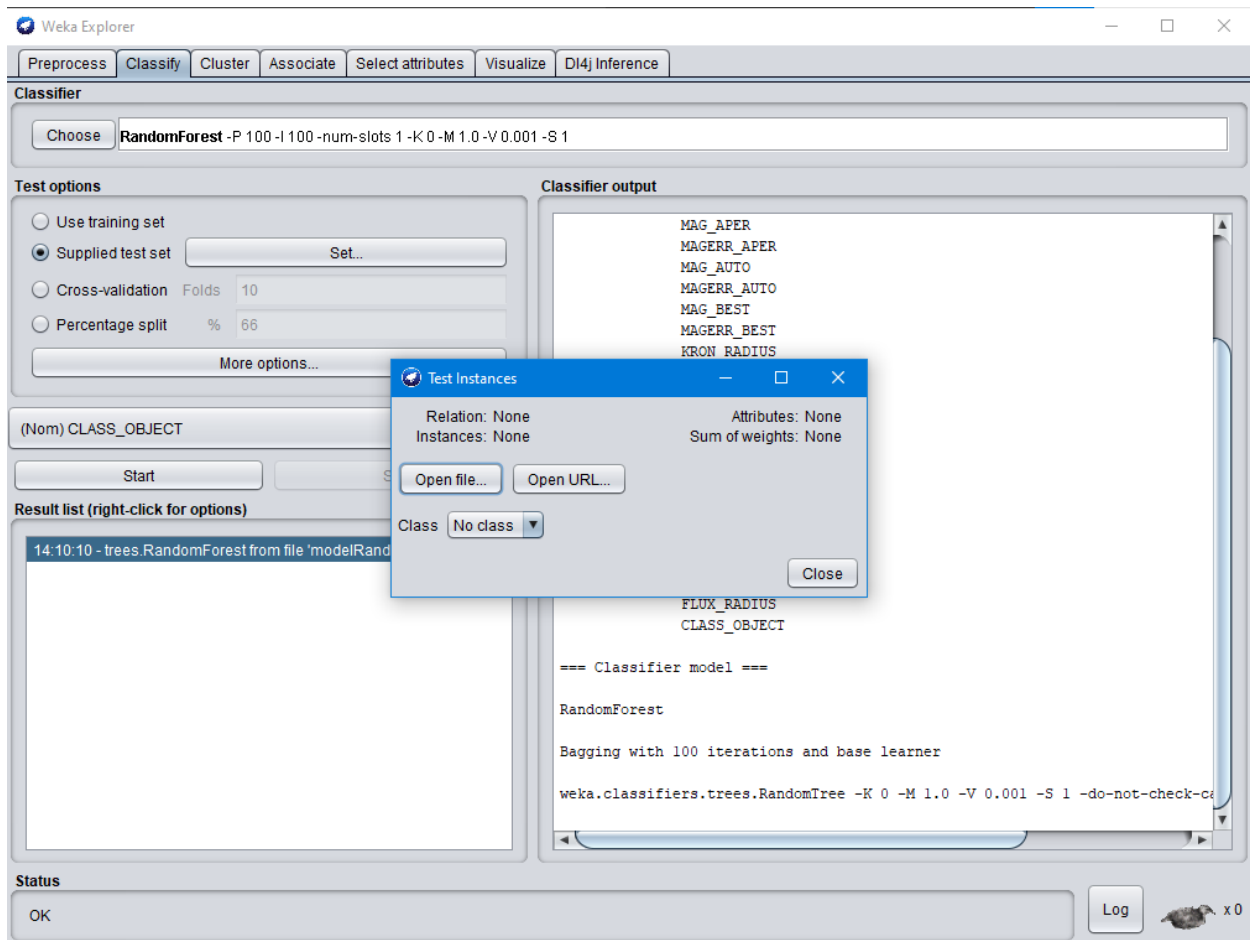 Weka Explorer
Preprocess Classify Cluster Associate Select attributes Visualize Dl4j Inference
Classifier
Choose RandomForest -P 100 -I 100 -num-slots 1 -K 0 -M 1.0 -V 0.001 -S 1
Test options
Use training set
Supplied test set Set...
Cross-validation Folds 10
Percentage split % 66
More options...
(Nom) CLASS_OBJECT
Start
Result list (right-click for options)
14:10:10 - trees.RandomForest from file 'modelRand
Classifier output
MAG_APER
MAGERR_APER
MAG_AUTO
MAGERR_AUTO
MAG_BEST
MAGERR_BEST
KRON_RADIUS
Test Instances
Relation: None Attributes: None
Instances: None Sum of weights: None
Open file... Open URL...
Class No class
Close
FLUX_RADIUS
CLASS_OBJECT
=== Classifier model ===
RandomForest
Bagging with 100 iterations and base learner
weka.classifiers.trees.RandomTree -K 0 -M 1.0 -V 0.001 -S 1 -do-not-check-ca
Status
OK
Log x 0